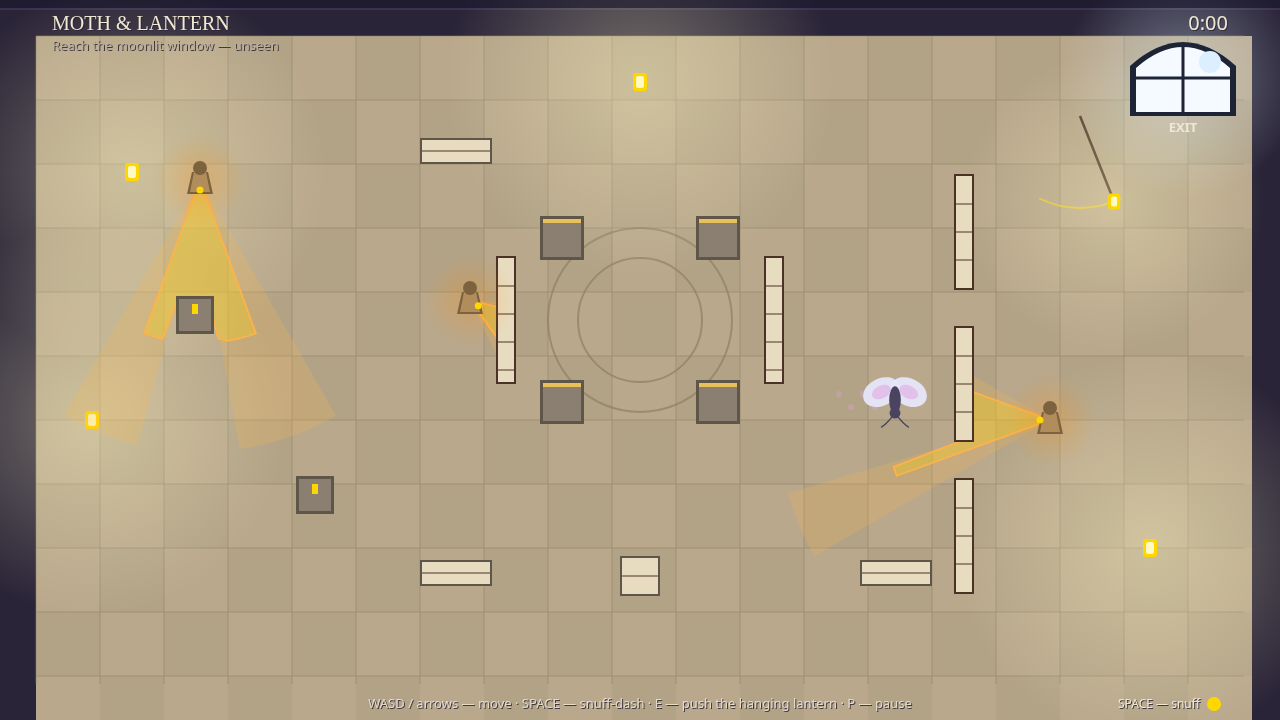 MOTH & LANTERN
0:00
Reach the moonlit window — unseen
EXIT
WASD / arrows — move · SPACE — snuff-dash · E — push the hanging lantern · P — pause
SPACE — snuff